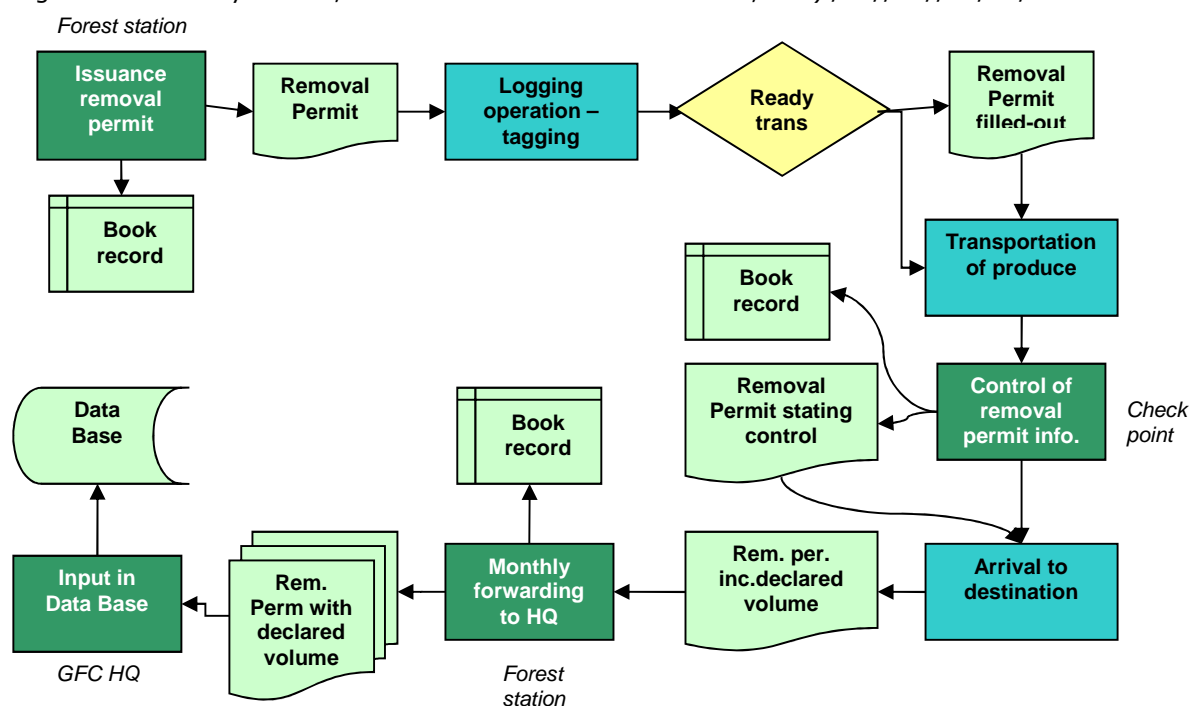 Forest station
Issuance
removal
permit
Removal
Permit
Logging
operation –
tagging
Ready
trans
Removal
Permit
filled-out
Book
record
Transportation
of produce
Book
record
Control of
removal
permit info.
Check
point
Removal
Permit stating
control
Data
Base
Book
record
Input in
Data Base
GFC HQ
Rem.
Perm with
declared
volume
Monthly
forwarding
to HQ
Forest
station
Rem. per.
inc.declared
volume
Arrival to
destination